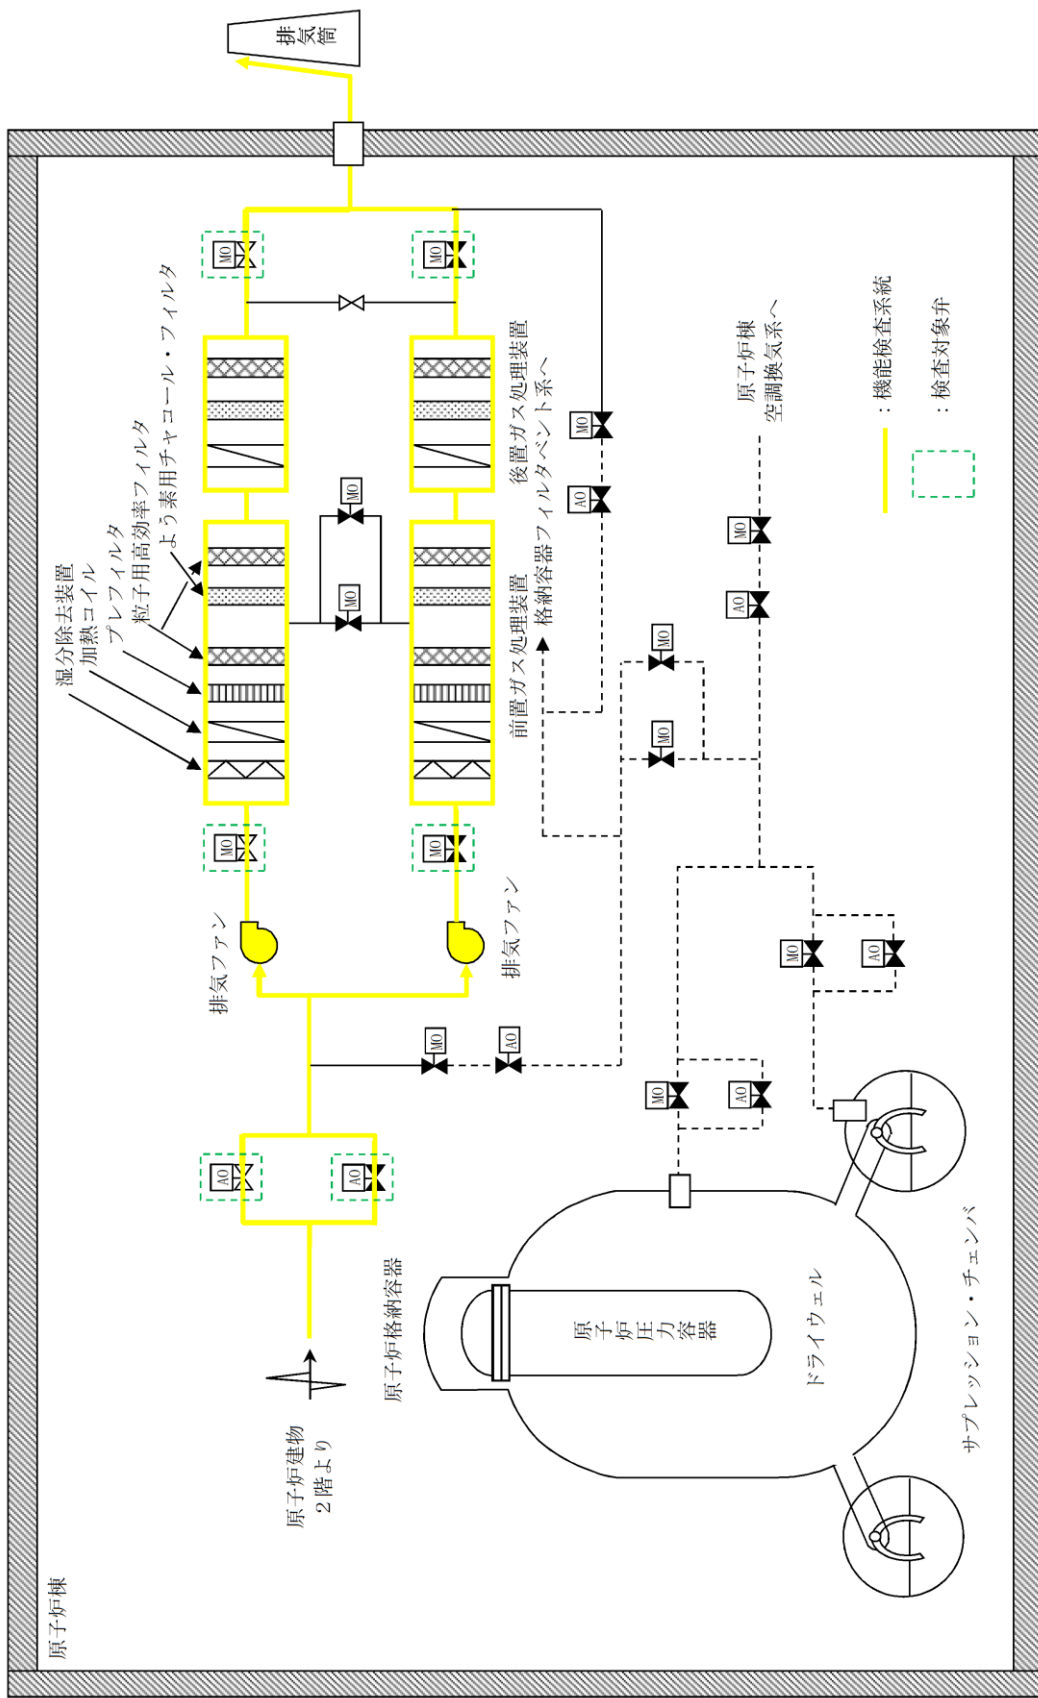 原子炉棟
原子炉建物
２階より
AO
AO
排気ファン
排気ファン
MO
MO
湿分除去装置
加熱コイル
プレフィルタ
粒子用高効率フィルタ
よう素用チャコール・フィルタ
MO
MO
前置ガス処理装置
後置ガス処理装置
格納容器フィルタベント系へ
MO
MO
排気筒
MO
AO
AO
MO
MO
MO
AO
MO
原子炉棟
空調換気系へ
MO
AO
MO
AO
原子炉格納容器
原子炉圧力容器
ドライウェル
サプレッション・チェンバ
：機能検査系統
：検査対象弁